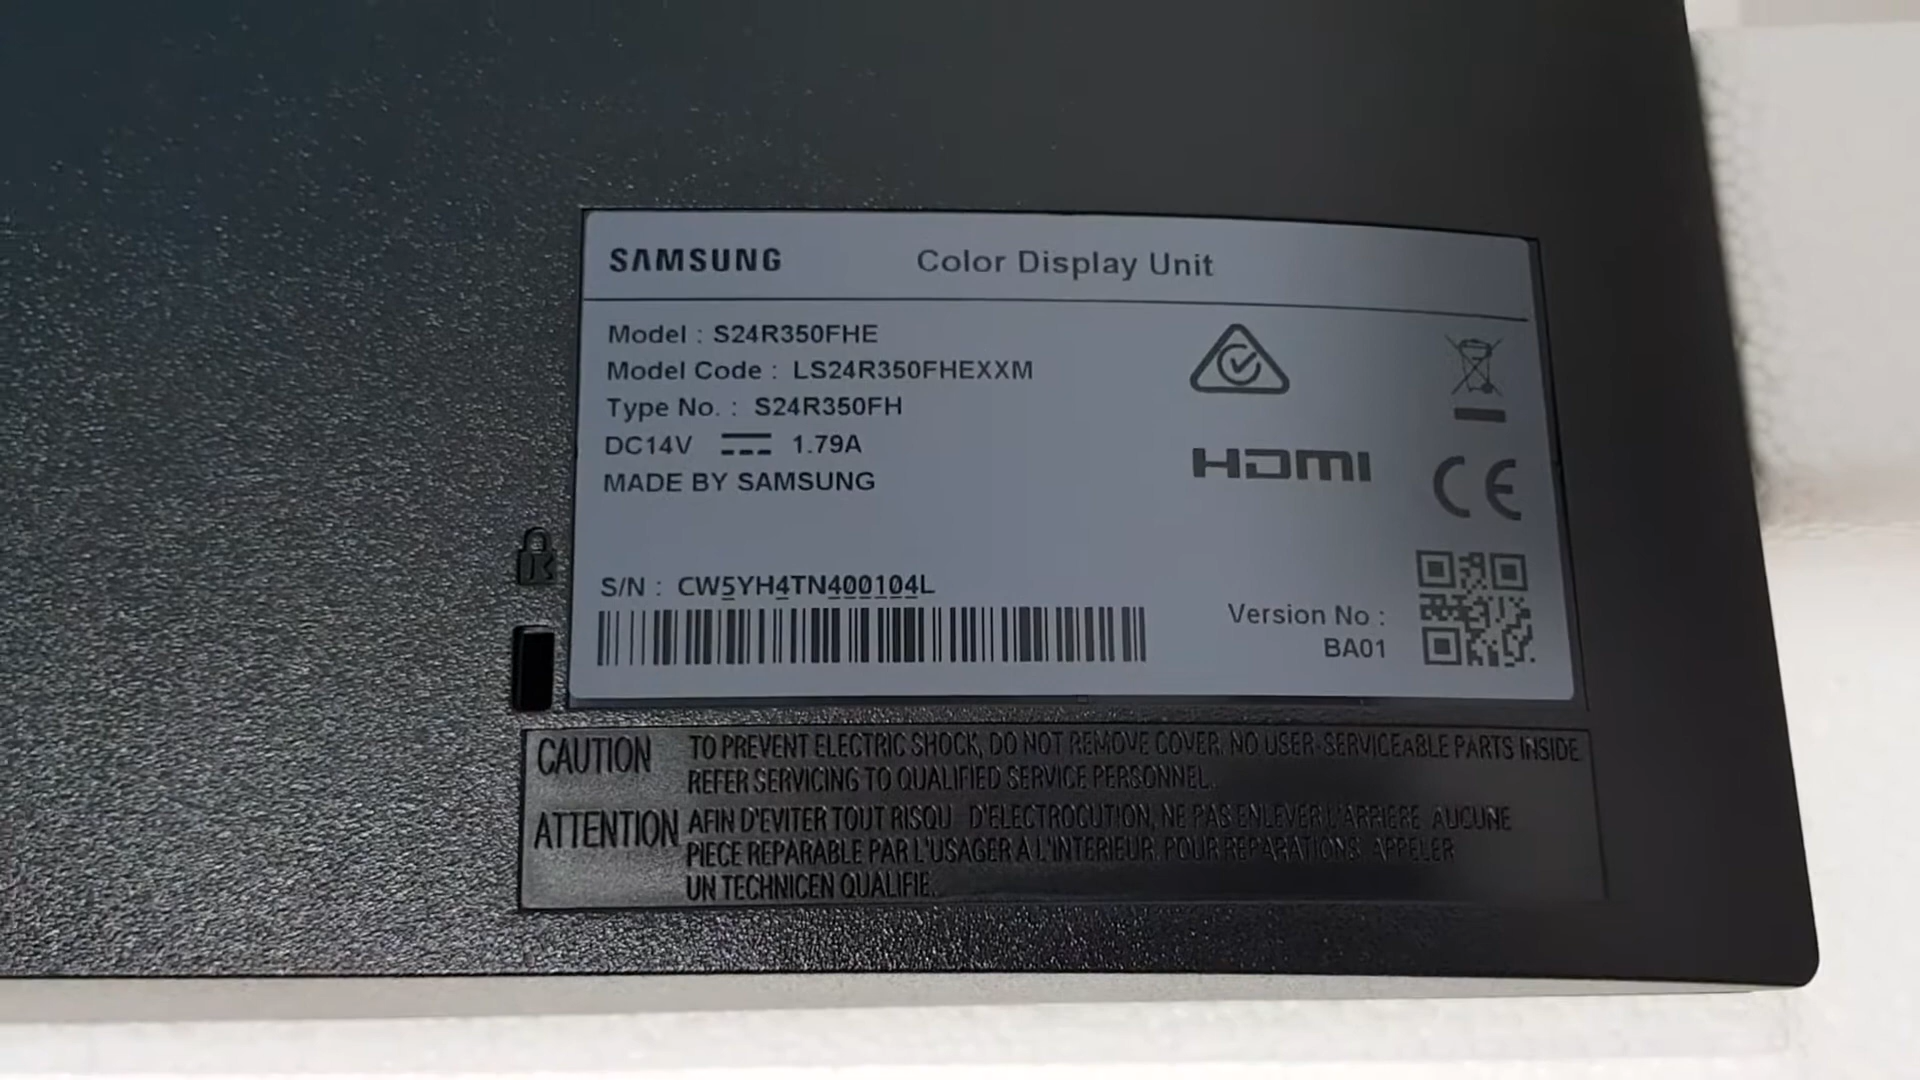 SAMSUNG Color Display Unit
Model : S24R350FHE
Model Code : LS24R350FHEXXM
Type No. : S24R350FH
DC14V 1.79A
MADE BY SAMSUNG
HDMI
CE
S/N : CW5YH4TN400104L
Version No :
BA01
CAUTION TO PREVENT ELECTRIC SHOCK, DO NOT REMOVE COVER. NO USER-SERVICEABLE PARTS INSIDE.
REFER SERVICING TO QUALIFIED SERVICE PERSONNEL.
ATTENTION AFIN D'EVITER TOUT RISQU D'ELECTROCUTION, NE PAS ENLEVER L'ARRIERE. AUCUNE
PIECE REPARABLE PAR L'USAGER A L'INTERIEUR. POUR REPARATIONS, APPELER
UN TECHNICEN QUALIFIE.